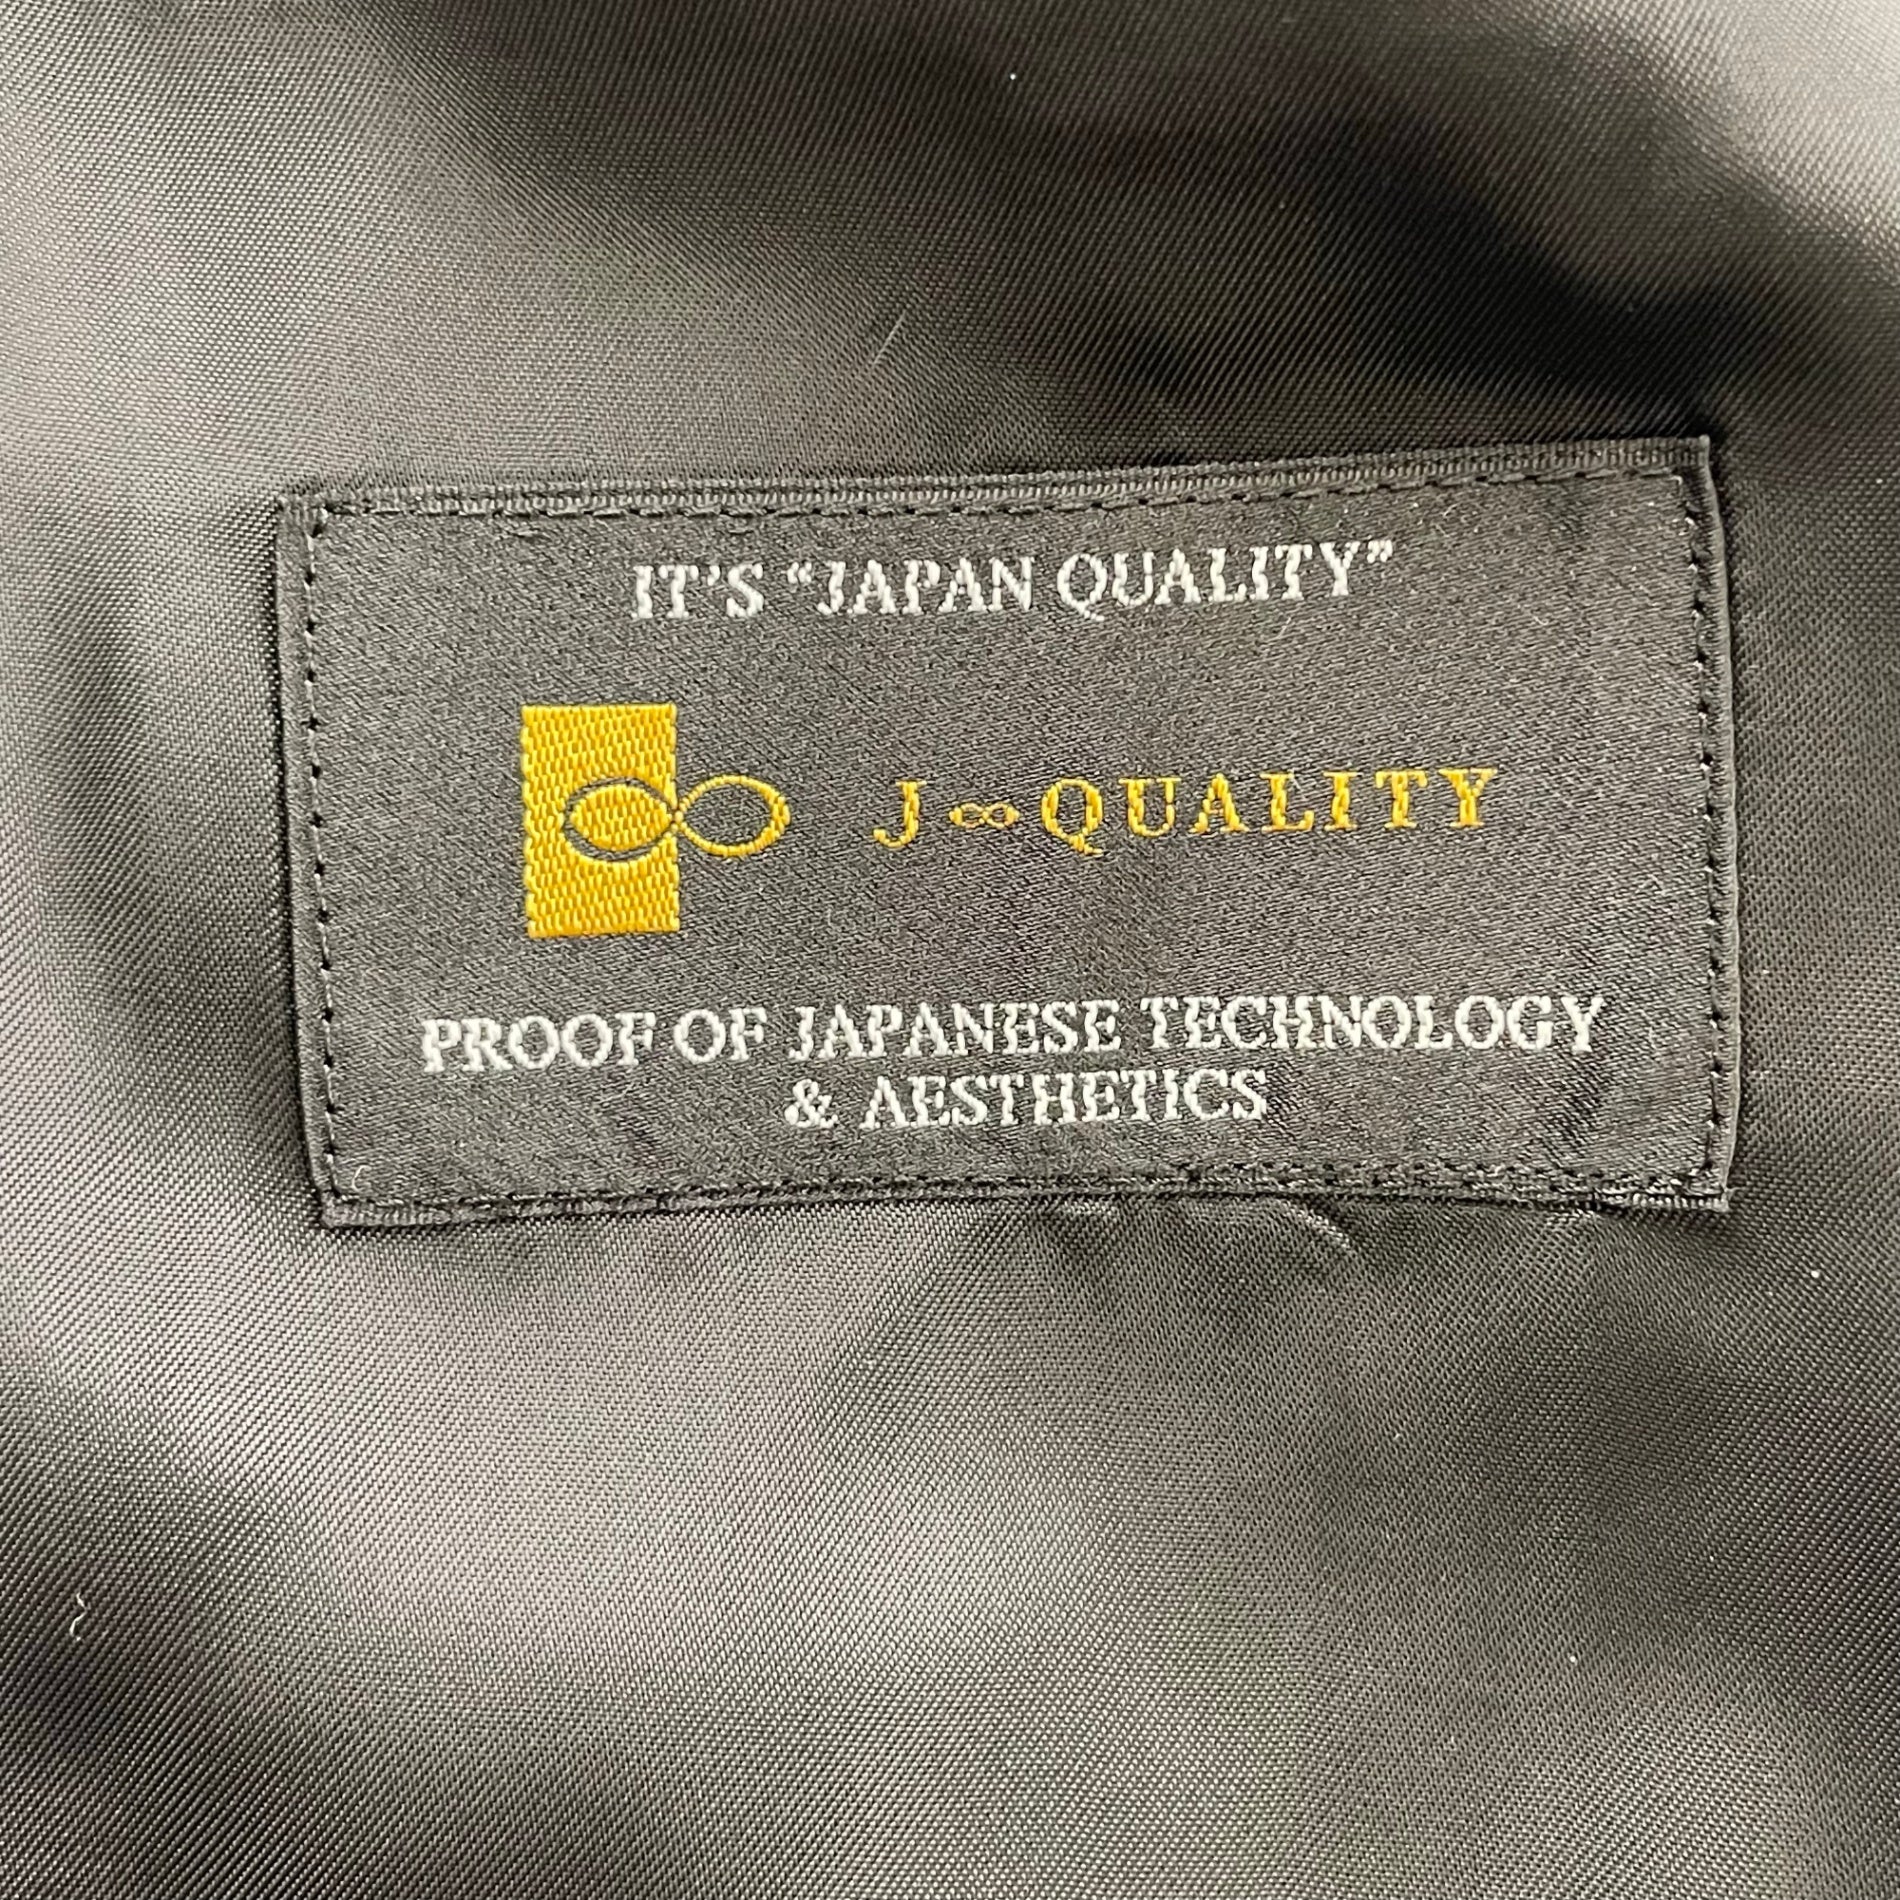 IT'S “JAPAN QUALITY”
J∞QUALITY
PROOF OF JAPANESE TECHNOLOGY
& AESTHETICS